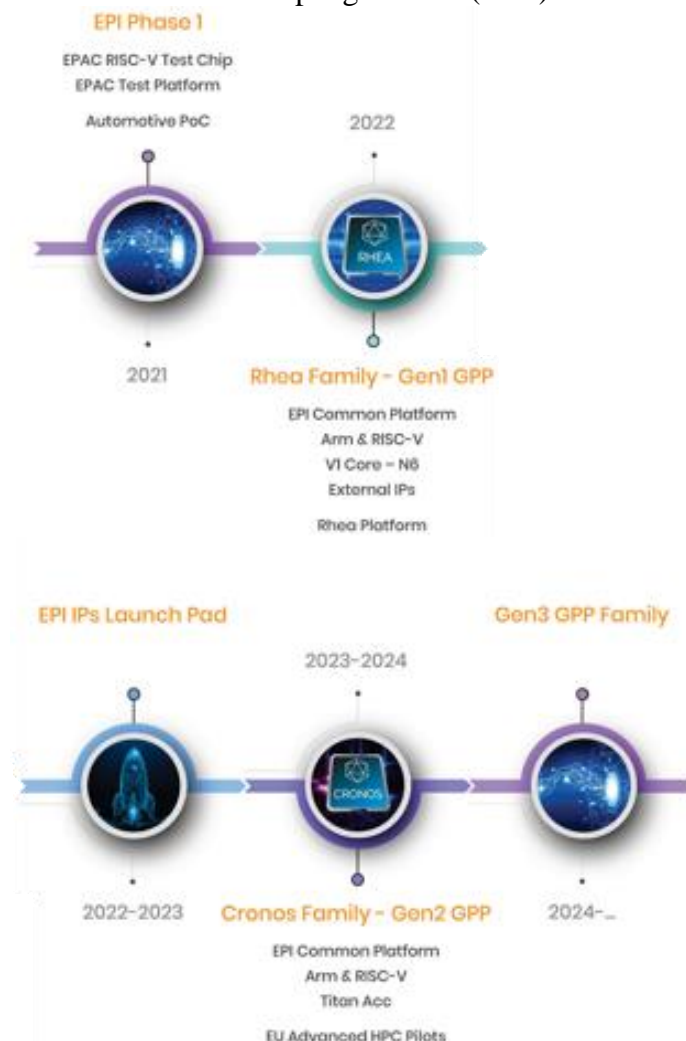 EPI Phase 1
EPAC RISC-V Test Chip
EPAC Test Platform
Automotive PoC
2022
RHEA
2021
Rhea Family - Gen1 GPP
EPI Common Platform
Arm & RISC-V
V1 Core – N6
External IPs
Rhea Platform
EPI IPs Launch Pad
Gen3 GPP Family
2023-2024
CRONOS
2022-2023
Cronos Family - Gen2 GPP
2024-...
EPI Common Platform
Arm & RISC-V
Titan Acc
EU Advanced HPC Pilots